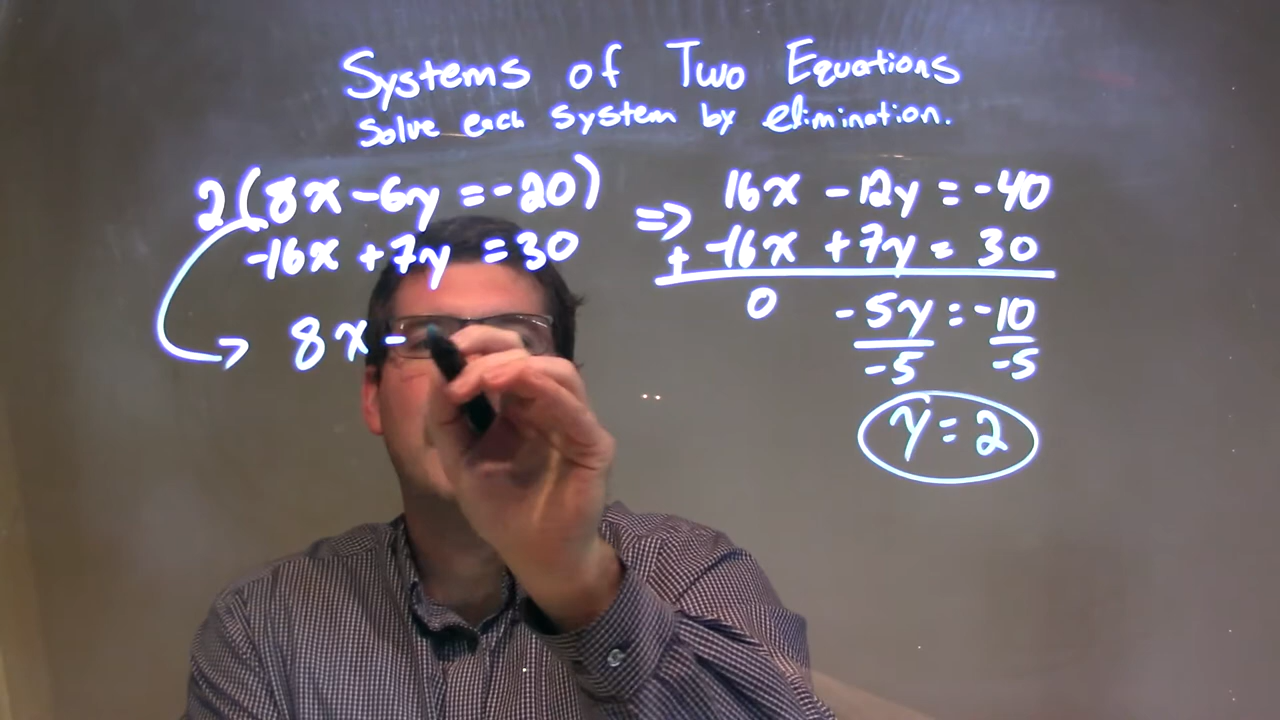 Systems of Two Equations
Solve each system by elimination.
2(8x -6y = -20)
-16x +7y = 30
8x -
⇒ 16x -12y = -40
+ -16x +7y = 30
0 -5y = -10
-5 -5
y = 2